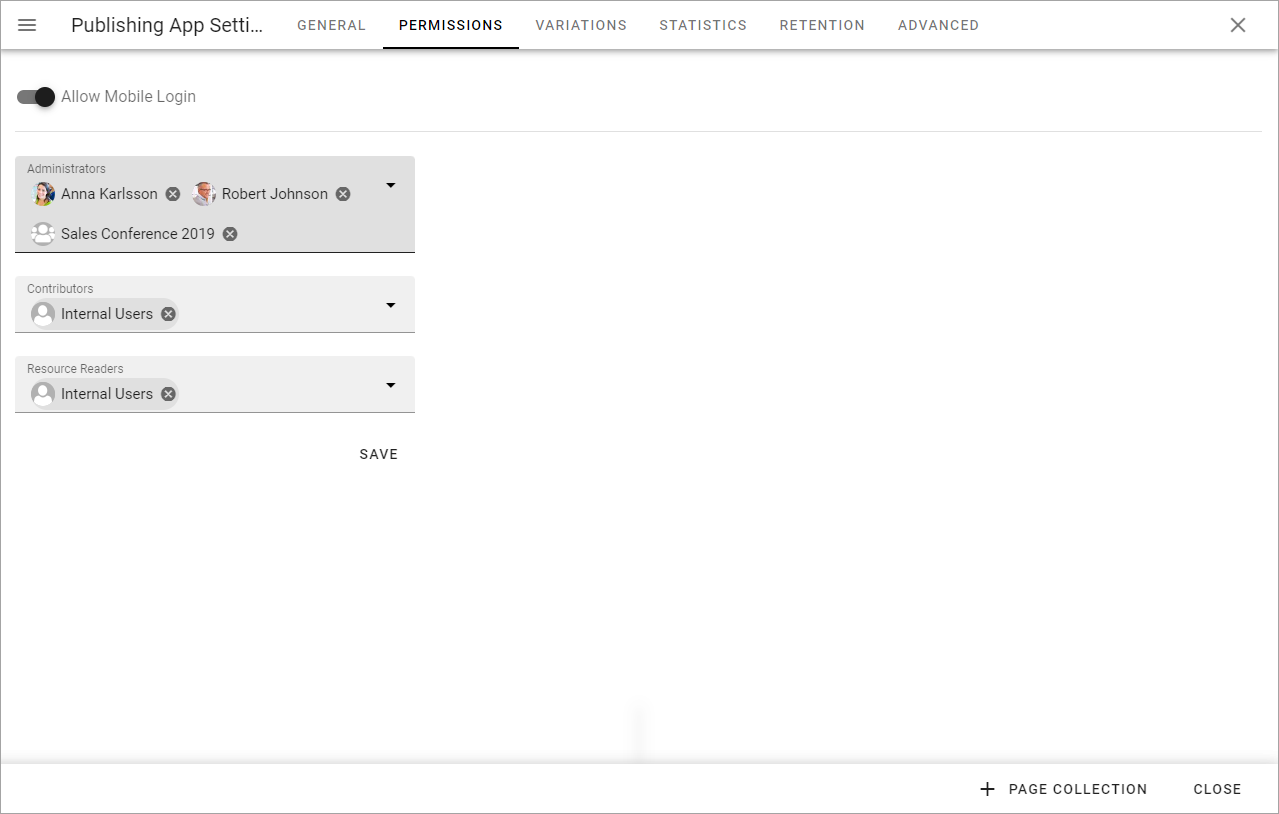 Publishing App Setti... GENERAL PERMISSIONS VARIATIONS STATISTICS RETENTION ADVANCED
Allow Mobile Login
Administrators
Anna Karlsson Robert Johnson
Sales Conference 2019
Contributors
Internal Users
Resource Readers
Internal Users
SAVE
PAGE COLLECTION CLOSE